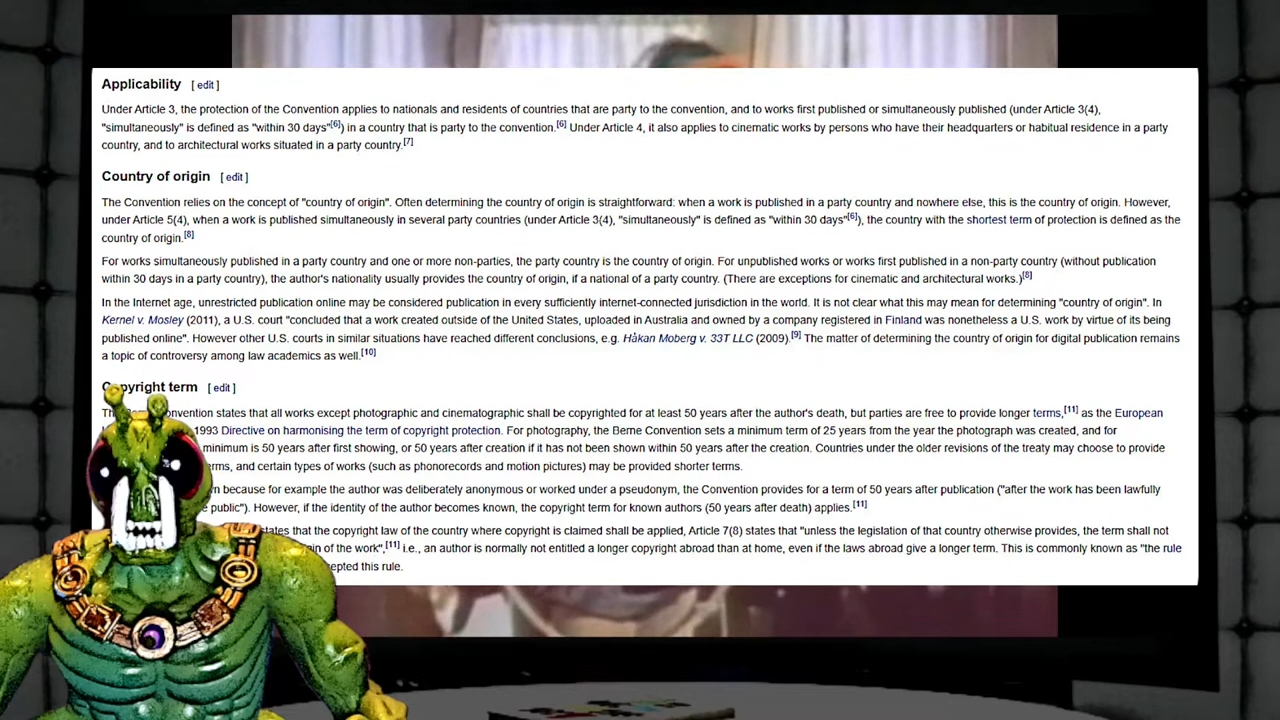 Applicability [ edit ]
Under Article 3, the protection of the Convention applies to nationals and residents of countries that are party to the convention, and to works first published or simultaneously published (under Article 3(4),
"simultaneously" is defined as "within 30 days"[6]) in a country that is party to the convention.[6] Under Article 4, it also applies to cinematic works by persons who have their headquarters or habitual residence in a party
country, and to architectural works situated in a party country.[7]
Country of origin [ edit ]
The Convention relies on the concept of "country of origin". Often determining the country of origin is straightforward: when a work is published in a party country and nowhere else, this is the country of origin. However,
under Article 5(4), when a work is published simultaneously in several party countries (under Article 3(4), "simultaneously" is defined as "within 30 days"[6]), the country with the shortest term of protection is defined as the
country of origin.[8]
For works simultaneously published in a party country and one or more non-parties, the party country is the country of origin. For unpublished works or works first published in a non-party country (without publication
within 30 days in a party country), the author's nationality usually provides the country of origin, if a national of a party country. (There are exceptions for cinematic and architectural works.)[8]
In the Internet age, unrestricted publication online may be considered publication in every sufficiently internet-connected jurisdiction in the world. It is not clear what this may mean for determining "country of origin". In
Kernel v. Mosley (2011), a U.S. court "concluded that a work created outside of the United States, uploaded in Australia and owned by a company registered in Finland was nonetheless a U.S. work by virtue of its being
published online". However other U.S. courts in similar situations have reached different conclusions, e.g. Håkan Moberg v. 33T LLC (2009).[9] The matter of determining the country of origin for digital publication remains
a topic of controversy among law academics as well.[10]
Copyright term [ edit ]
The Berne Convention states that all works except photographic and cinematographic shall be copyrighted for at least 50 years after the author's death, but parties are free to provide longer terms,[11] as the European
1993 Directive on harmonising the term of copyright protection. For photography, the Berne Convention sets a minimum term of 25 years from the year the photograph was created, and for
minimum is 50 years after first showing, or 50 years after creation if it has not been shown within 50 years after the creation. Countries under the older revisions of the treaty may choose to provide
and certain types of works (such as phonorecords and motion pictures) may be provided shorter terms.
because for example the author was deliberately anonymous or worked under a pseudonym, the Convention provides for a term of 50 years after publication ("after the work has been lawfully
public"). However, if the identity of the author becomes known, the copyright term for known authors (50 years after death) applies.[11]
states that the copyright law of the country where copyright is claimed shall be applied, Article 7(8) states that "unless the legislation of that country otherwise provides, the term shall not
of the work",[11] i.e., an author is normally not entitled a longer copyright abroad than at home, even if the laws abroad give a longer term. This is commonly known as "the rule
this rule.